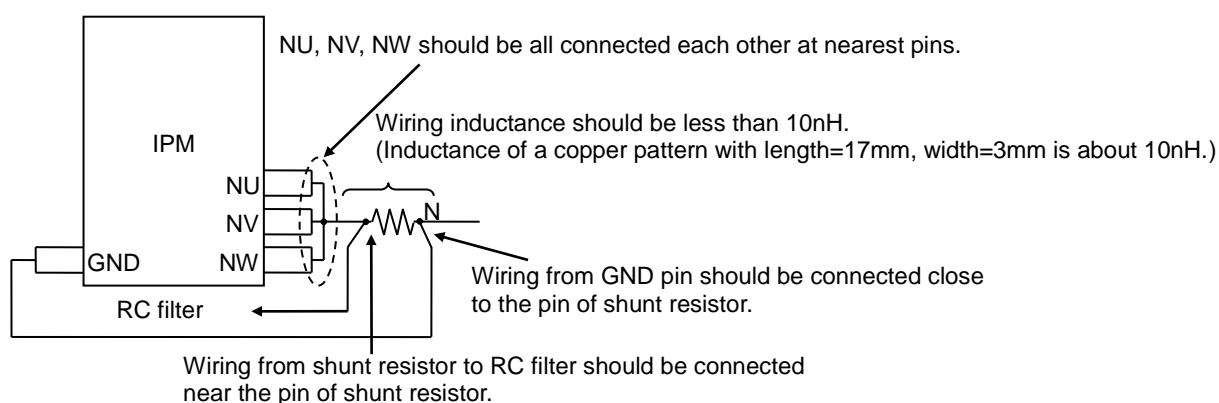 NU, NV, NW should be all connected each other at nearest pins.
Wiring inductance should be less than 10nH.
(Inductance of a copper pattern with length=17mm, width=3mm is about 10nH.)
IPM
NU
N
NV
GND
NW
Wiring from GND pin should be connected close
to the pin of shunt resistor.
RC filter
Wiring from shunt resistor to RC filter should be connected
near the pin of shunt resistor.